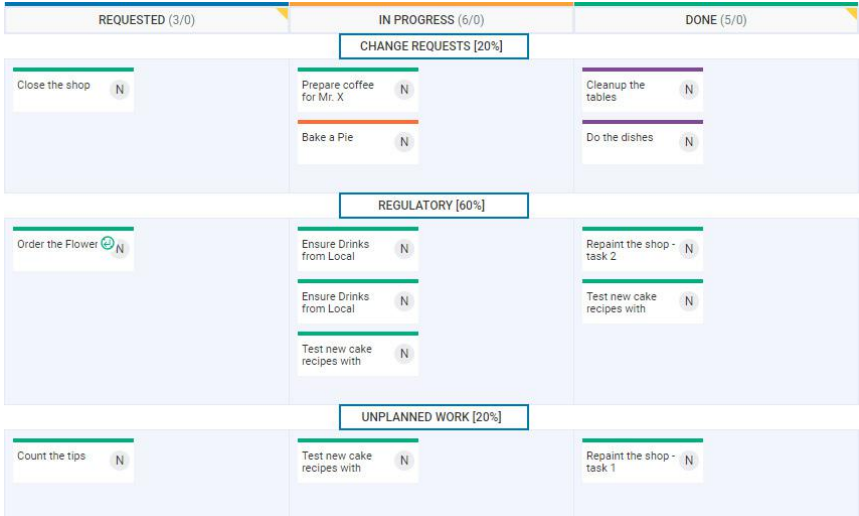 REQUESTED (3/0)
IN PROGRESS (6/0)
DONE (5/0)
CHANGE REQUESTS [20%]
Close the shop
N
Prepare coffee
for Mr. X
N
Cleanup the
tables
N
Bake a Pie
N
Do the dishes
N
REGULATORY [60%]
Order the Flower
N
Ensure Drinks
from Local
N
Repaint the shop -
task 2
N
Ensure Drinks
from Local
N
Test new cake
recipes with
N
Test new cake
recipes with
N
UNPLANNED WORK [20%]
Count the tips
N
Test new cake
recipes with
N
Repaint the shop -
task 1
N